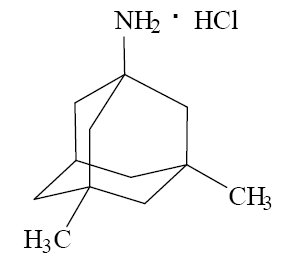 NH₂ · HCl
CH₃
H₃C